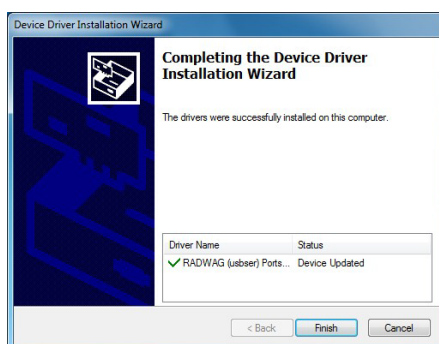 Device Driver Installation Wizard
Completing the Device Driver
Installation Wizard
The drivers were successfully installed on this computer.
Driver Name Status
RADWAG (usbser) Ports... Device Updated
< Back Finish Cancel